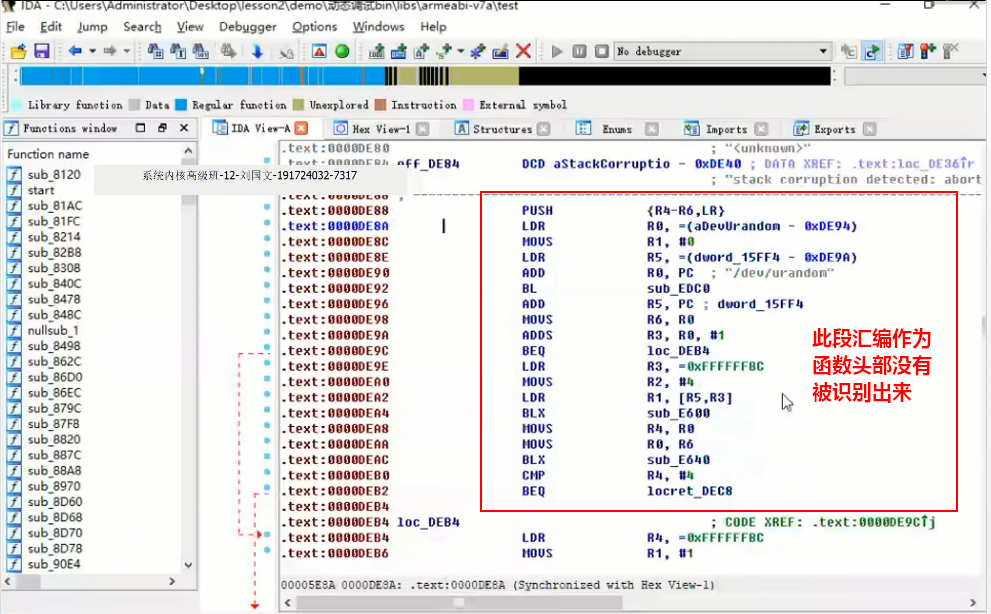 IDA - C:\Users\Administrator\Desktop\lesson2\demo\动态调试bin\libs\armeabi-v7a\test
File Edit Jump Search View Debugger Options Windows Help
No debugger
Library function Data Regular function Unexplored Instruction External symbol
Functions window
IDA View-A Hex View-1 Structures Enums Imports Exports
Function name
sub_8120
start
sub_81AC
sub_81FC
sub_8214
sub_82B8
sub_8308
sub_840C
sub_8478
sub_848C
nullsub_1
sub_8498
sub_862C
sub_86D0
sub_86EC
sub_879C
sub_87F8
sub_8820
sub_887C
sub_88A8
sub_8970
sub_8D60
sub_8D68
sub_8D70
sub_8D78
sub_90E4
系统内核高级班-12-刘国文-191724032-7317
.text:0000DE80 ; "<unknown>"
.text:0000DE84 off_DE84 DCD aStackCorruptio - 0xDE40 ; DATA XREF: .text:loc_DE36↑r
; "stack corruption detected: abort
.text:0000DE88 ;
.text:0000DE88 PUSH {R4-R6,LR}
.text:0000DE8A LDR R0, =(aDevUrandom - 0xDE94)
.text:0000DE8C MOVS R1, #0
.text:0000DE8E LDR R5, =(dword_15FF4 - 0xDE9A)
.text:0000DE90 ADD R0, PC ; "/dev/urandom"
.text:0000DE92 BL sub_EDC0
.text:0000DE96 ADD R5, PC ; dword_15FF4
.text:0000DE98 MOVS R6, R0
.text:0000DE9A ADDS R3, R0, #1
.text:0000DE9C BEQ loc_DEB4
.text:0000DE9E LDR R3, =0xFFFFFF8C
.text:0000DEA0 MOVS R2, #4
.text:0000DEA2 LDR R1, [R5,R3]
.text:0000DEA4 BLX sub_E600
.text:0000DEA8 MOVS R4, R0
.text:0000DEAA MOVS R0, R6
.text:0000DEAC BLX sub_E640
.text:0000DEB0 CMP R4, #4
.text:0000DEB2 BEQ locret_DEC8
.text:0000DEB4
.text:0000DEB4 loc_DEB4 ; CODE XREF: .text:0000DE9C↑j
.text:0000DEB4 LDR R4, =0xFFFFFF8C
.text:0000DEB6 MOVS R1, #1
此段汇编作为
函数头部没有
被识别出来
00005E8A 0000DE8A: .text:0000DE8A (Synchronized with Hex View-1)